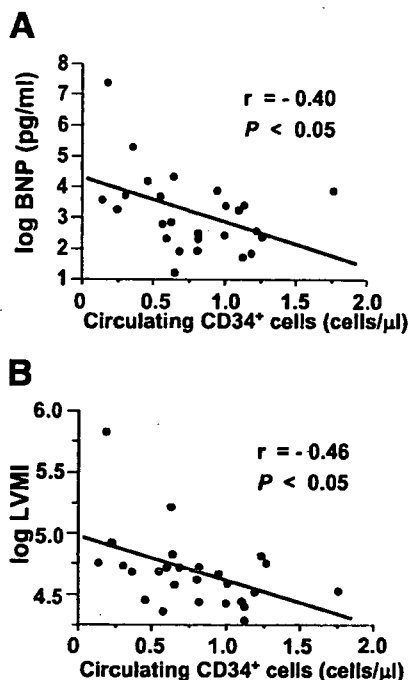 A
log BNP (pg/ml)
8
7
6
5
4
3
2
1
r = - 0.40
P < 0.05
0
0.5
1.0
1.5
2.0
Circulating CD34+ cells (cells/μl)
B
log LVMI
6.0
5.5
5.0
4.5
r = - 0.46
P < 0.05
0
0.5
1.0
1.5
2.0
Circulating CD34+ cells (cells/μl)